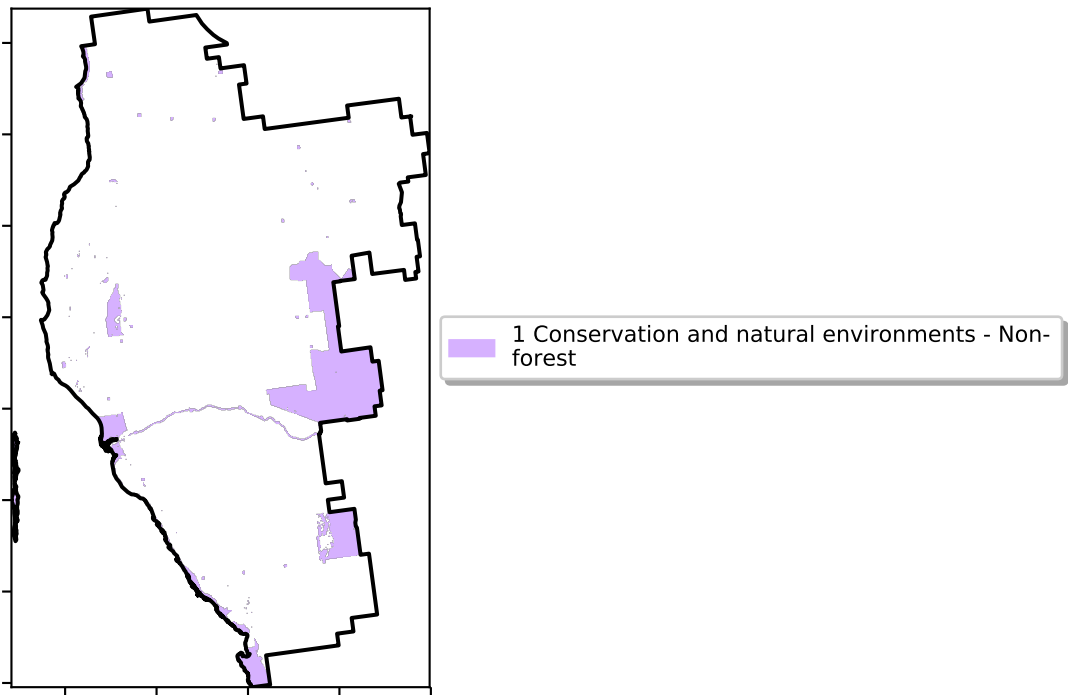 1 Conservation and natural environments - Non-
forest